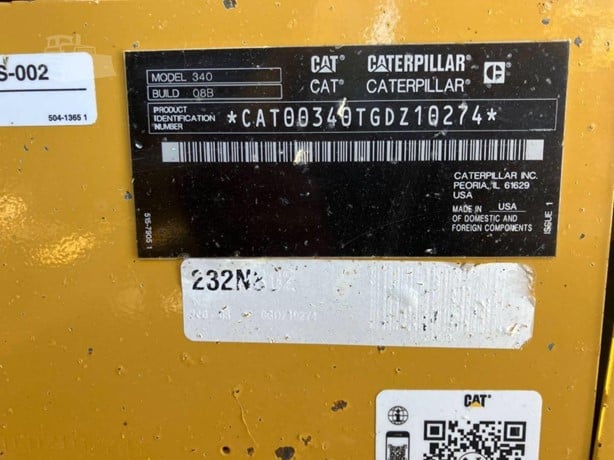 S-002
504-1365 1
MODEL 340
BUILD 08B
PRODUCT
IDENTIFICATION
NUMBER
*CAT00340TGDZ10274*
CAT CATERPILLAR
CAT® CATERPILLAR®
CATERPILLAR INC.
PEORIA, IL 61629
USA
MADE IN USA
OF DOMESTIC AND
FOREIGN COMPONENTS
515-7905 1
ISSUE 1
CAT